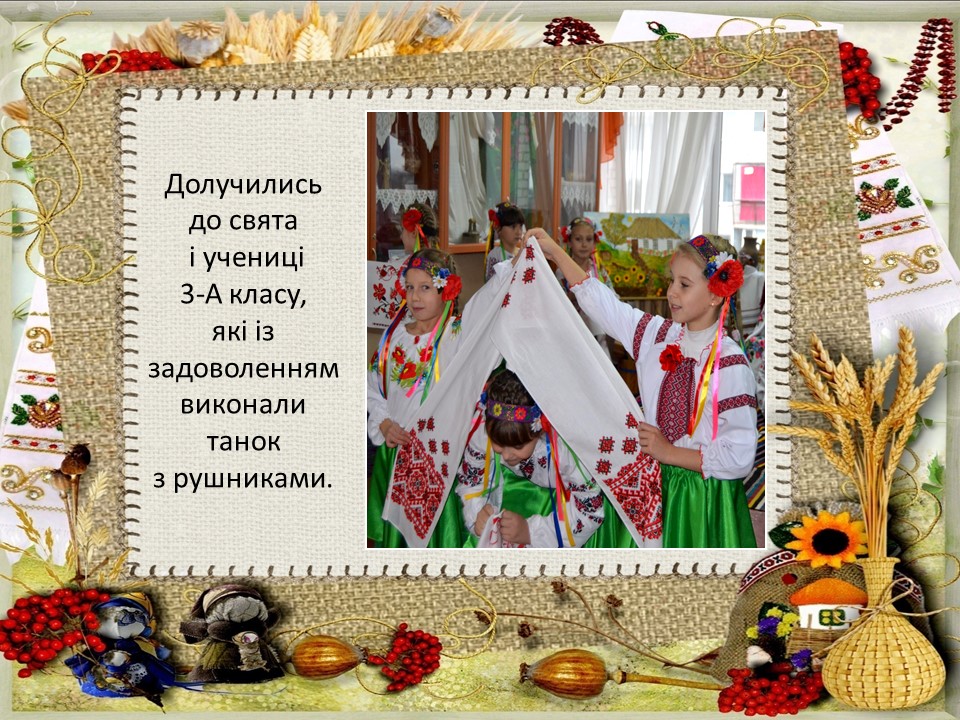 Долучились
до свята
і учениці
3-А класу,
які із
задоволенням
виконали
танок
з рушниками.